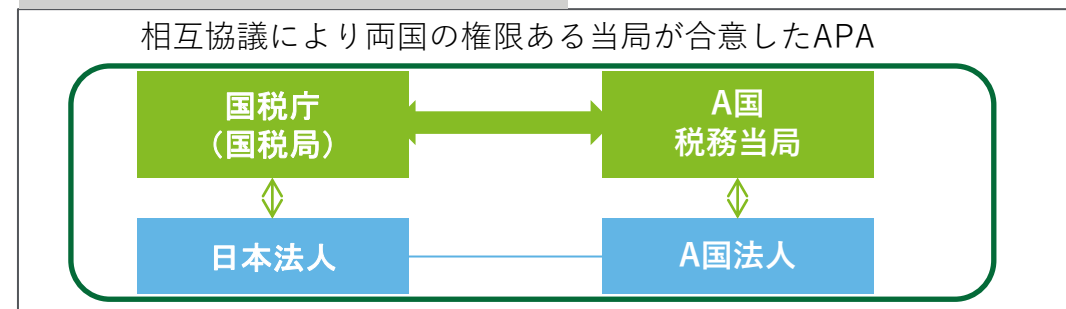 相互協議により両国の権限ある当局が合意したAPA
国税庁
（国税局）
A国
税務当局
日本法人
A国法人